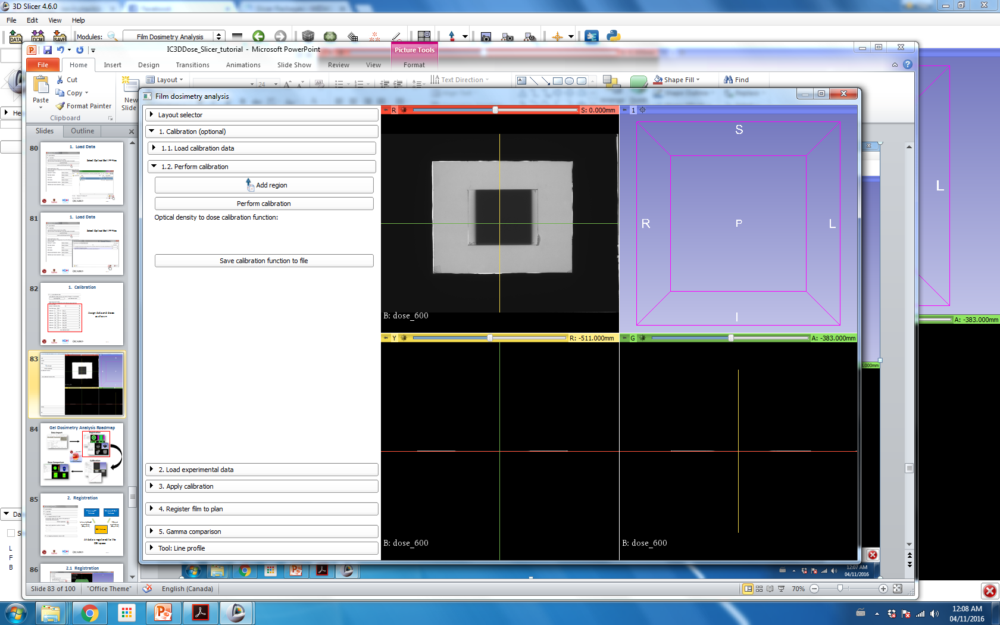 3D Slicer 4.6.0
File Edit View Help
DATA DCM SAVE Modules: Film Dosimetry Analysis
IC3DDose_Slicer_tutorial - Microsoft PowerPoint
Picture Tools
File Home Insert Design Transitions Animations Slide Show Review View Format
Paste
Cut
Copy
Format Painter
Clipboard
New
Slide
Layout
24
Text Direction
Shape Fill
Find
He
Slides Outline
80
1. Load Data
81
1. Load Data
82
1. Calibration
83
84
Gel Dosimetry Analysis Roadmap
85
2. Registration
86
2.1 Registration
Film dosimetry analysis
Layout selector
1. Calibration (optional)
1.1. Load calibration data
1.2. Perform calibration
Add region
Perform calibration
Optical density to dose calibration function:
Save calibration function to file
2. Load experimental data
3. Apply calibration
4. Register film to plan
5. Gamma comparison
Tool: Line profile
R S: 0.000mm
B: dose_600
1
S
R P L
I
Y R: -511.000mm
B: dose_600
G A: -383.000mm
B: dose_600
L
A: -383.000mm
.000mm
Da
S
L
F
B
12:07 AM
04/11/2016
Slide 83 of 100 "Office Theme" English (Canada) 70%
12:08 AM
04/11/2016